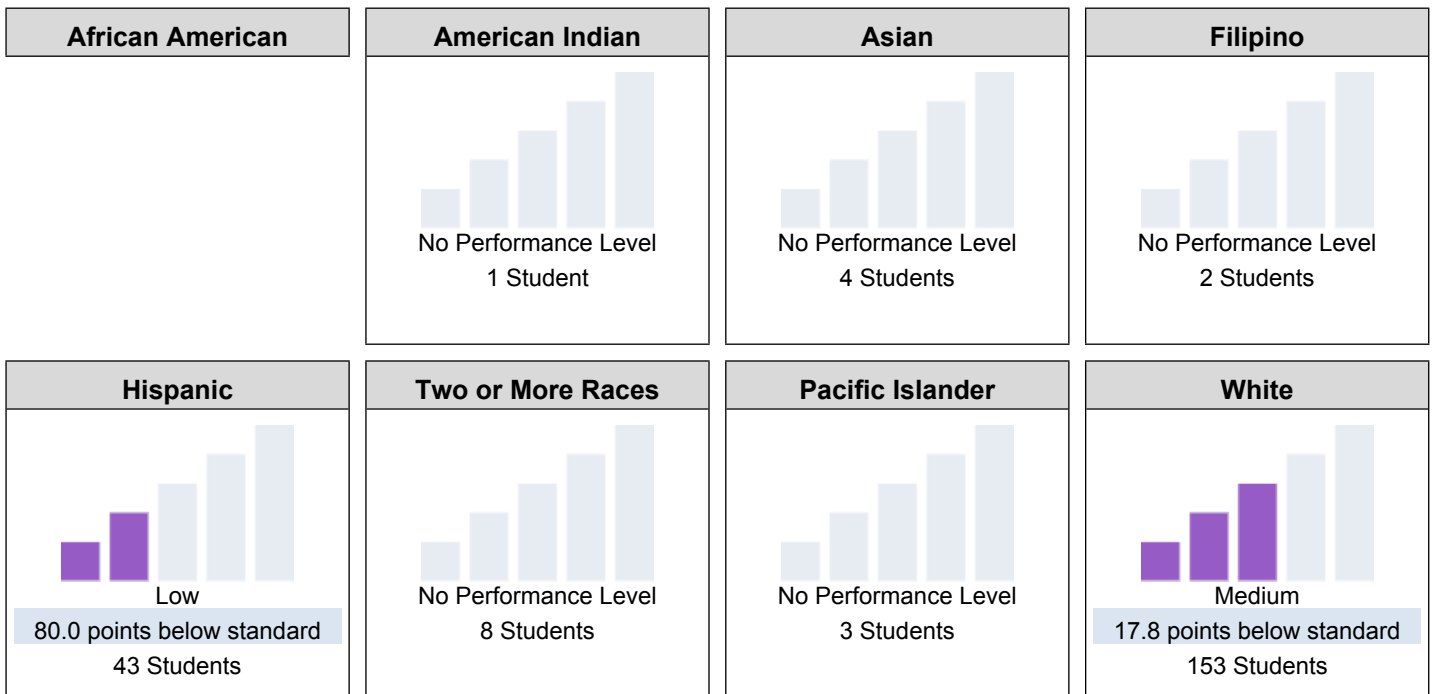 African American
American Indian
No Performance Level
1 Student
Asian
No Performance Level
4 Students
Filipino
No Performance Level
2 Students
Hispanic
Low
80.0 points below standard
43 Students
Two or More Races
No Performance Level
8 Students
Pacific Islander
No Performance Level
3 Students
White
Medium
17.8 points below standard
153 Students